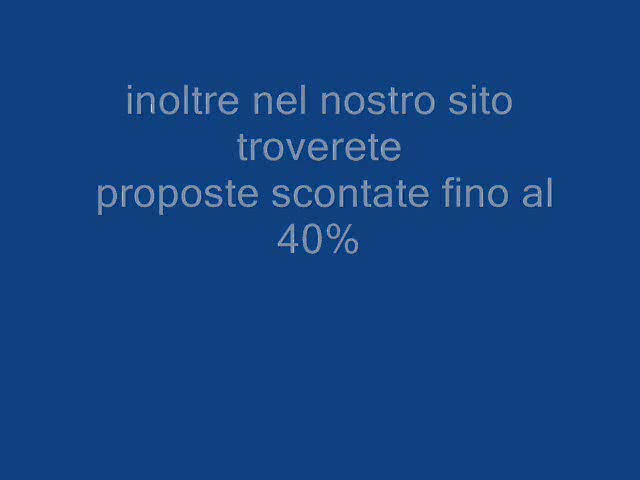 inoltre nel nostro sito
troverete
proposte scontate fino al
40%